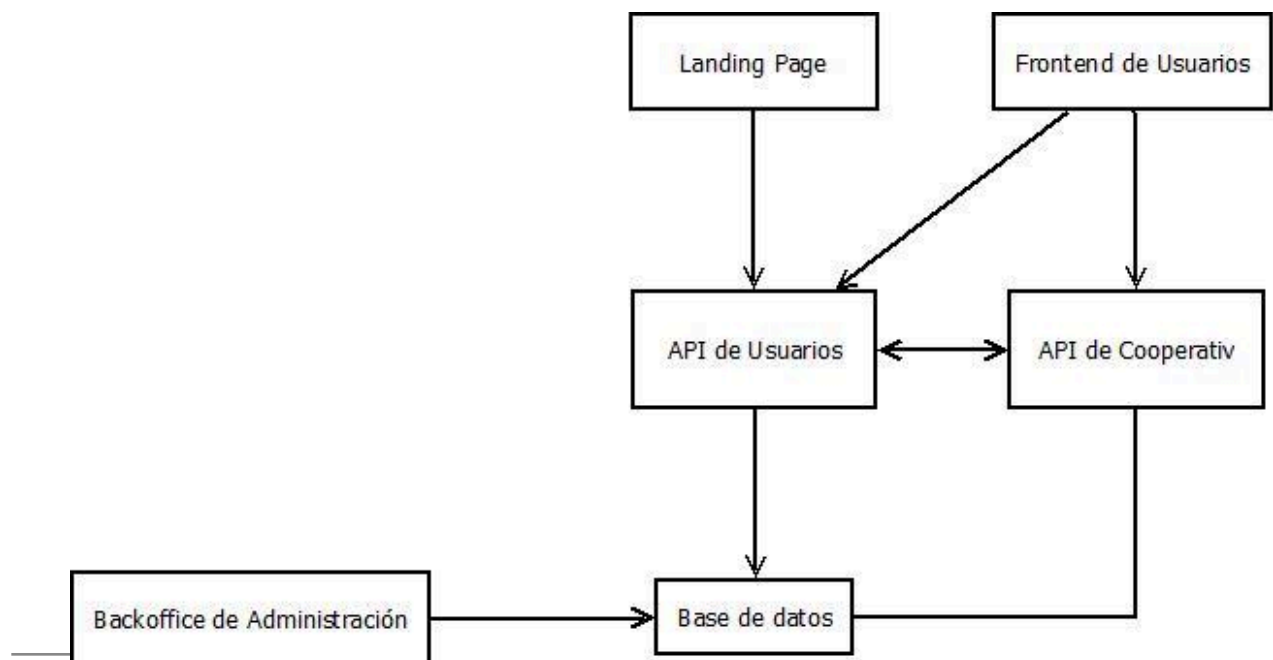 Landing Page
Frontend de Usuarios
API de Usuarios
API de Cooperativ
Backoffice de Administración
Base de datos